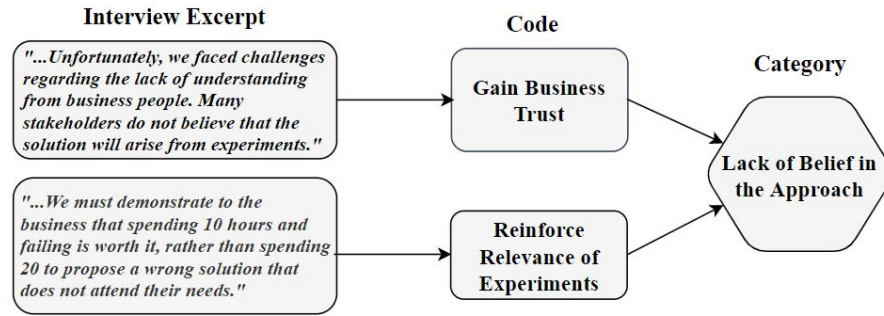 Interview Excerpt
Code
Category
"...Unfortunately, we faced challenges
regarding the lack of understanding
from business people. Many
stakeholders do not believe that the
solution will arise from experiments."
Gain Business
Trust
"...We must demonstrate to the
business that spending 10 hours and
failing is worth it, rather than spending
20 to propose a wrong solution that
does not attend their needs."
Reinforce
Relevance of
Experiments
Lack of Belief in
the Approach